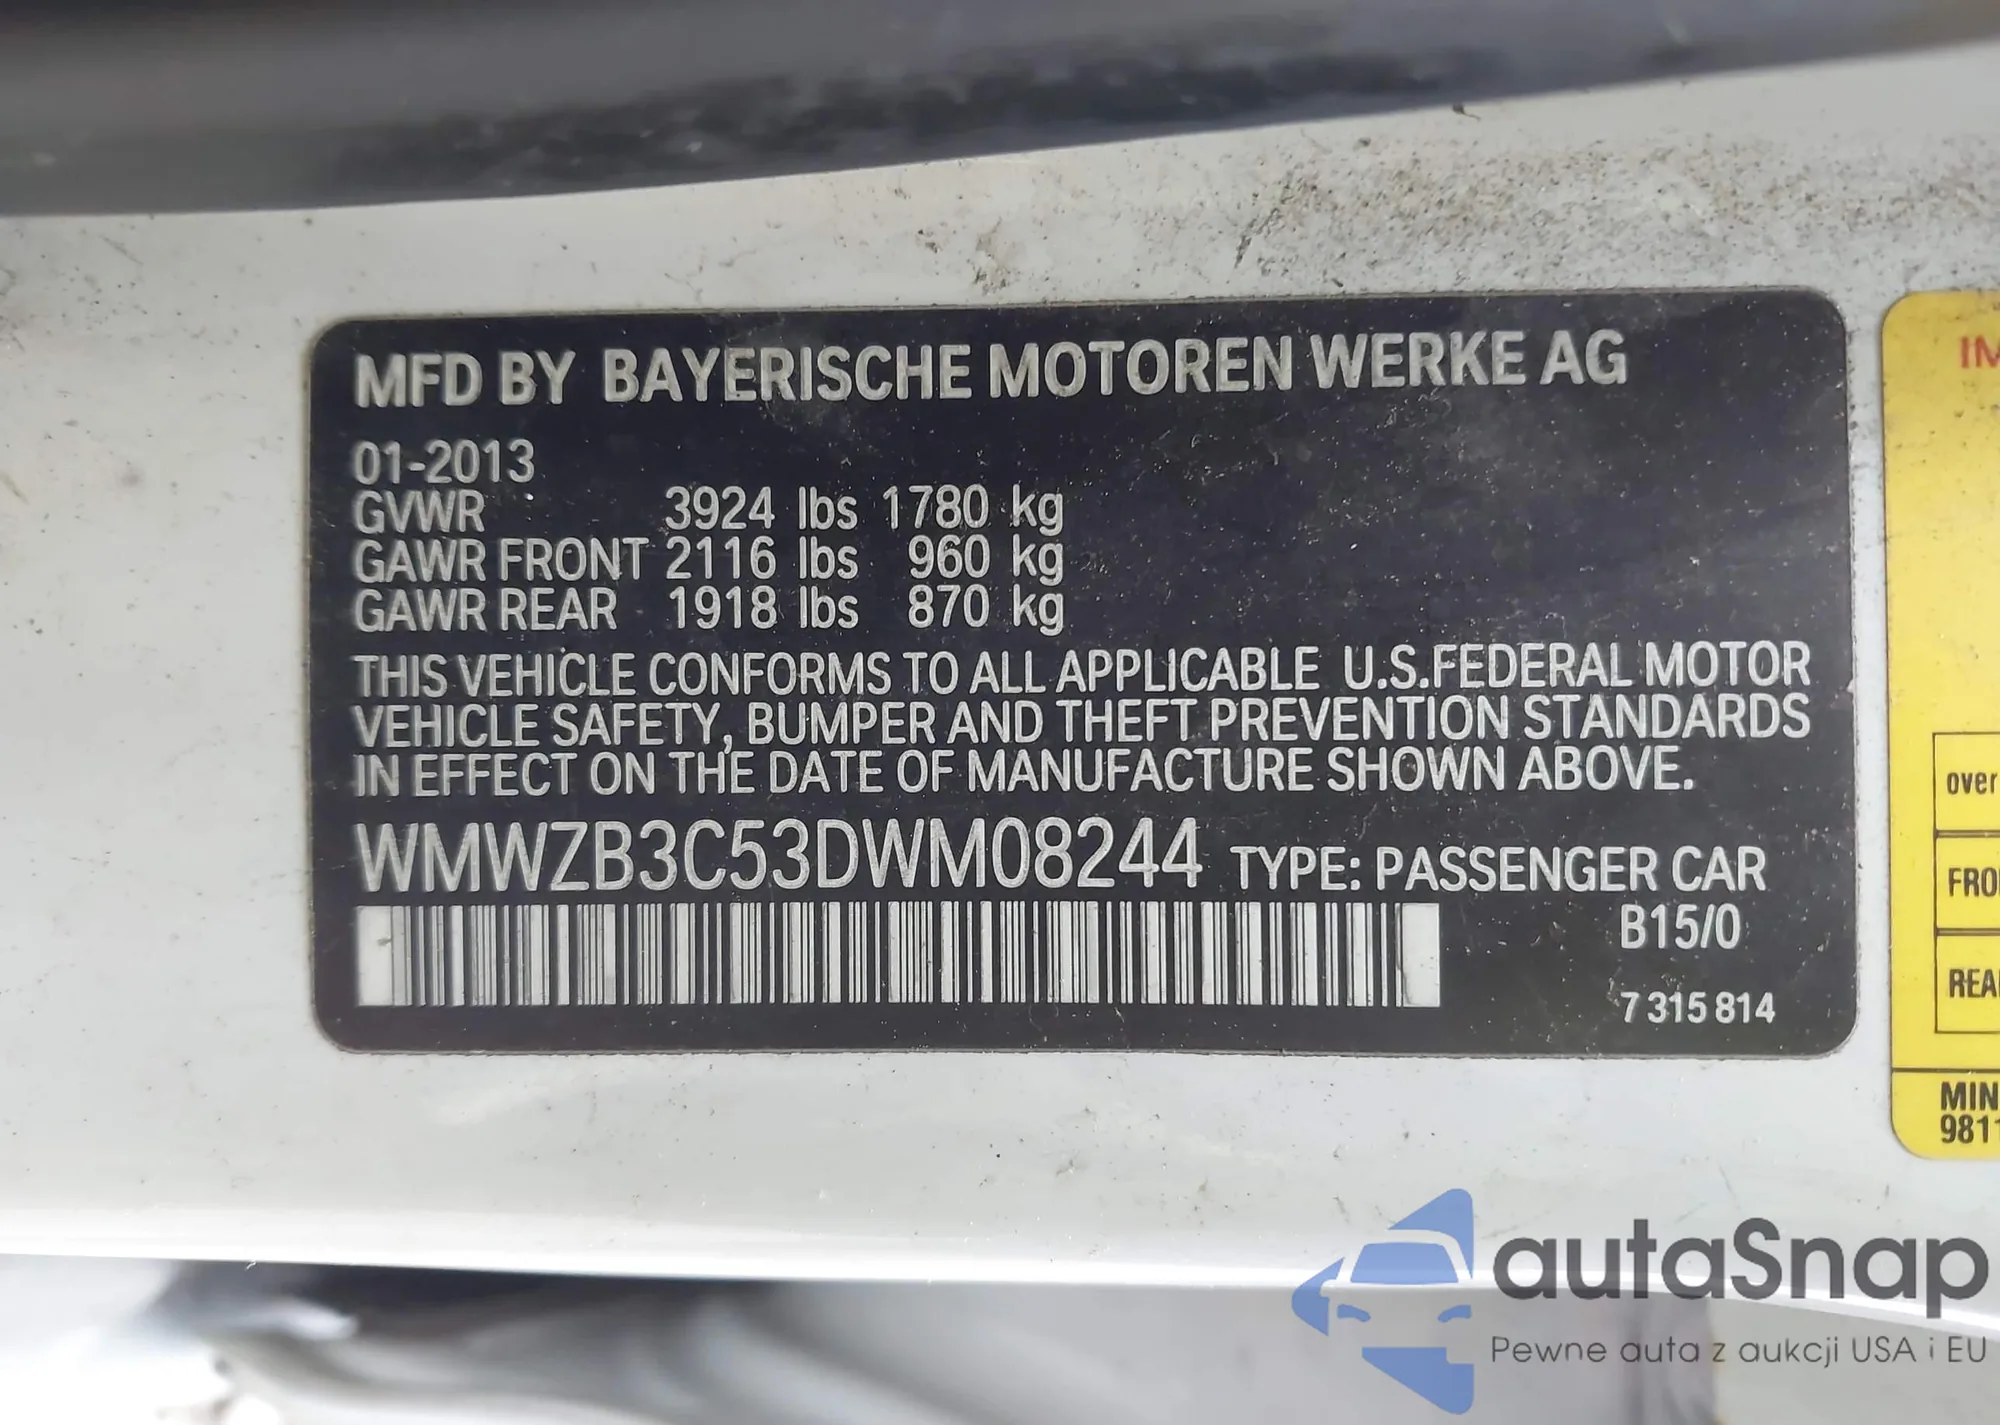 MFD BY BAYERISCHE MOTOREN WERKE AG
01-2013
GVWR 3924 lbs 1780 kg
GAWR FRONT 2116 lbs 960 kg
GAWR REAR 1918 lbs 870 kg
THIS VEHICLE CONFORMS TO ALL APPLICABLE U.S.FEDERAL MOTOR
VEHICLE SAFETY, BUMPER AND THEFT PREVENTION STANDARDS
IN EFFECT ON THE DATE OF MANUFACTURE SHOWN ABOVE.
WMWZB3C53DWM08244 TYPE: PASSENGER CAR
B15/0
7 315 814
over
MIN
autaSnap
Pewne auta z aukcji USA i EU